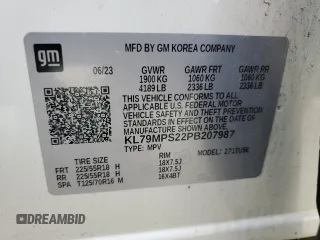 gm
MFD BY GM KOREA COMPANY
06/23 GVWR GAWR FRT GAWR RR
1900 KG 1060 KG 1060 KG
4189 LB 2336 LB 2336 LB
THIS VEHICLE CONFORMS TO ALL APPLICABLE
U.S. FEDERAL MOTOR VEHICLE SAFETY, BUMPER,
AND THEFT PREVENTION STANDARDS IN EFFECT ON
THE DATE OF MANUFACTURE SHOWN ABOVE.
KL79MPS22PB207987
TYPE: MPV
TIRE SIZE RIM
FRT 225/55R18 H 18X7.5J
RR 225/55R18 H 18X7.5J
SPA T125/70R16 M 16X4BT